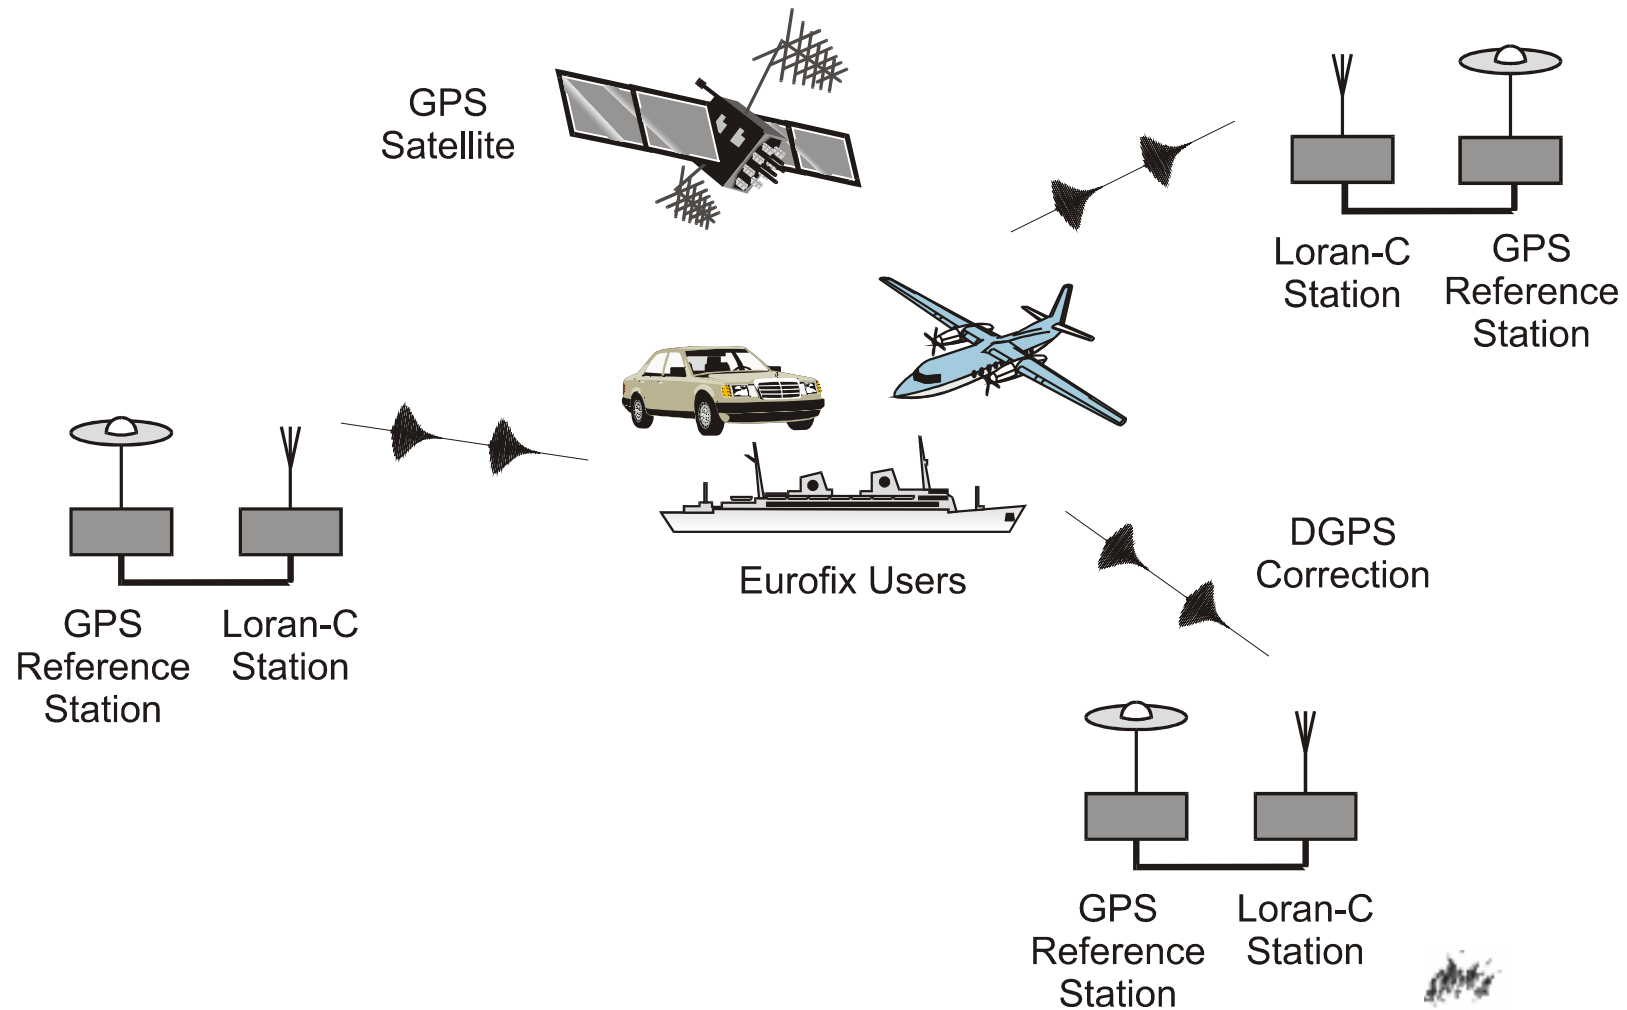 GPS
Satellite
Loran-C
Station
GPS
Reference
Station
GPS
Reference
Station
Loran-C
Station
Eurofix Users
DGPS
Correction
GPS
Reference
Station
Loran-C
Station